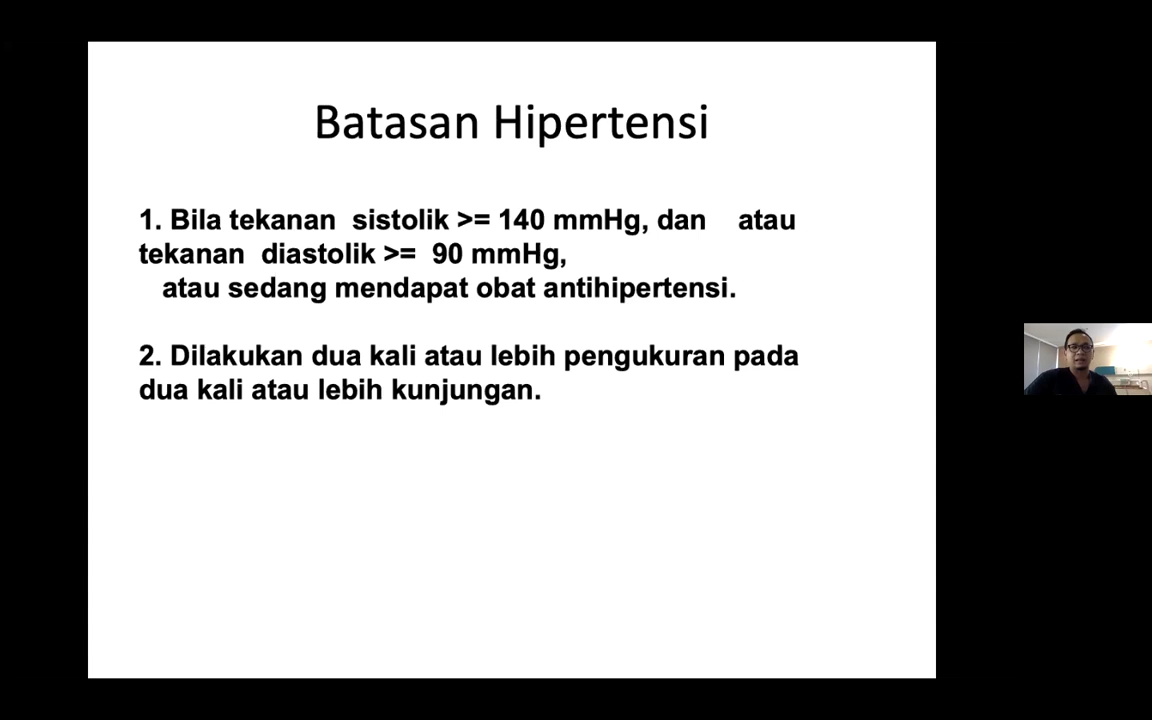 Batasan Hipertensi
1. Bila tekanan sistolik >= 140 mmHg, dan atau
tekanan diastolik >= 90 mmHg,
atau sedang mendapat obat antihipertensi.
2. Dilakukan dua kali atau lebih pengukuran pada
dua kali atau lebih kunjungan.